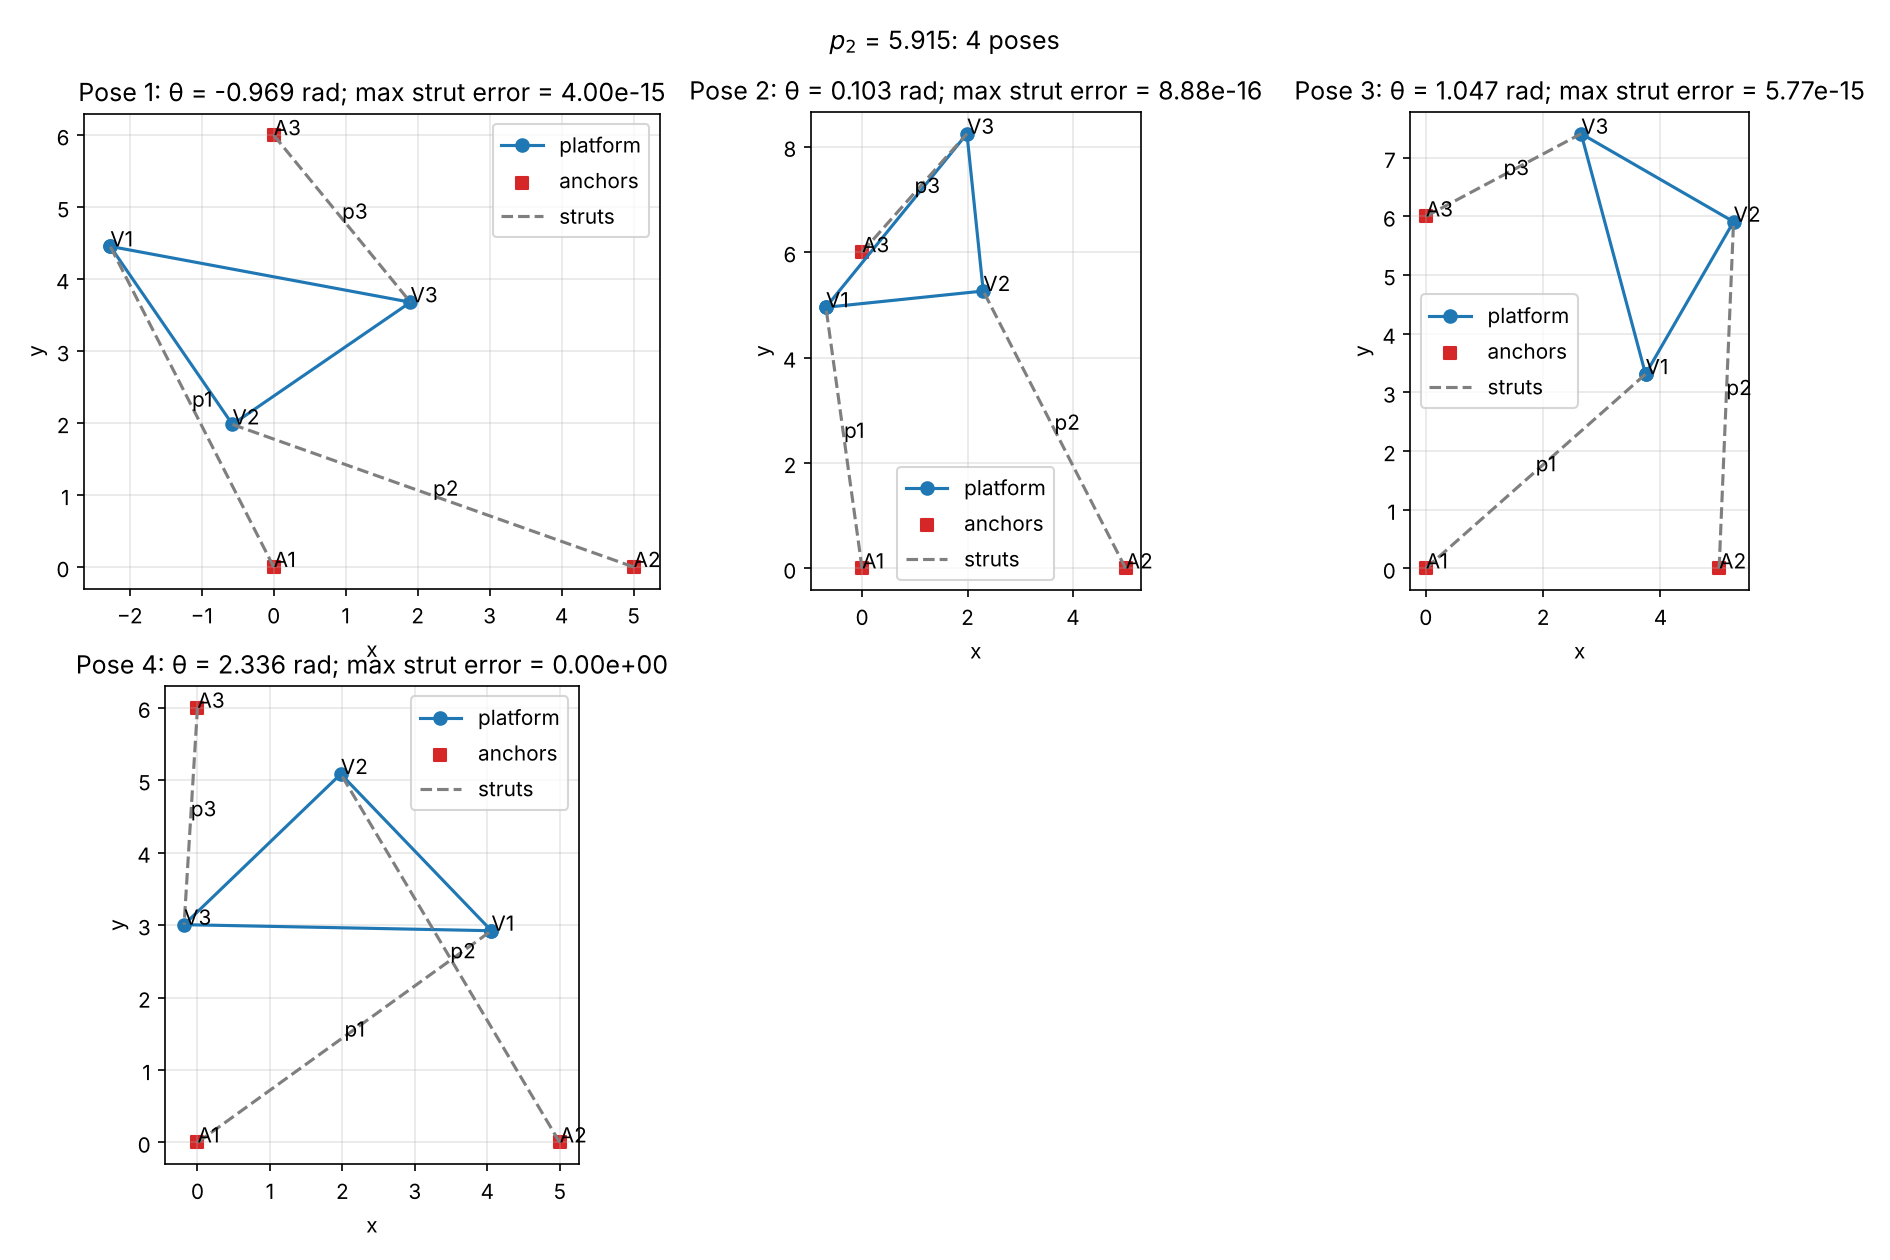 p₂ = 5.915: 4 poses
Pose 1: θ = -0.969 rad; max strut error = 4.00e-15
A3
6
5
4
3
2
1
0
y
V1
V3
V2
p3
p1
p2
A1
A2
platform
anchors
struts
−2
−1
0
1
2
3
4
5
x
Pose 2: θ = 0.103 rad; max strut error = 8.88e-16
V3
8
6
4
2
0
y
p3
A3
V1
V2
p1
p2
platform
anchors
struts
A1
A2
0
2
4
x
Pose 3: θ = 1.047 rad; max strut error = 5.77e-15
V3
7
6
5
4
3
2
1
0
y
p3
A3
V2
platform
anchors
struts
V1
p2
p1
A1
A2
0
2
4
x
Pose 4: θ = 2.336 rad; max strut error = 0.00e+00
A3
6
5
4
3
2
1
0
y
platform
anchors
struts
V2
p3
V3
V1
p2
p1
A1
A2
0
1
2
3
4
5
x